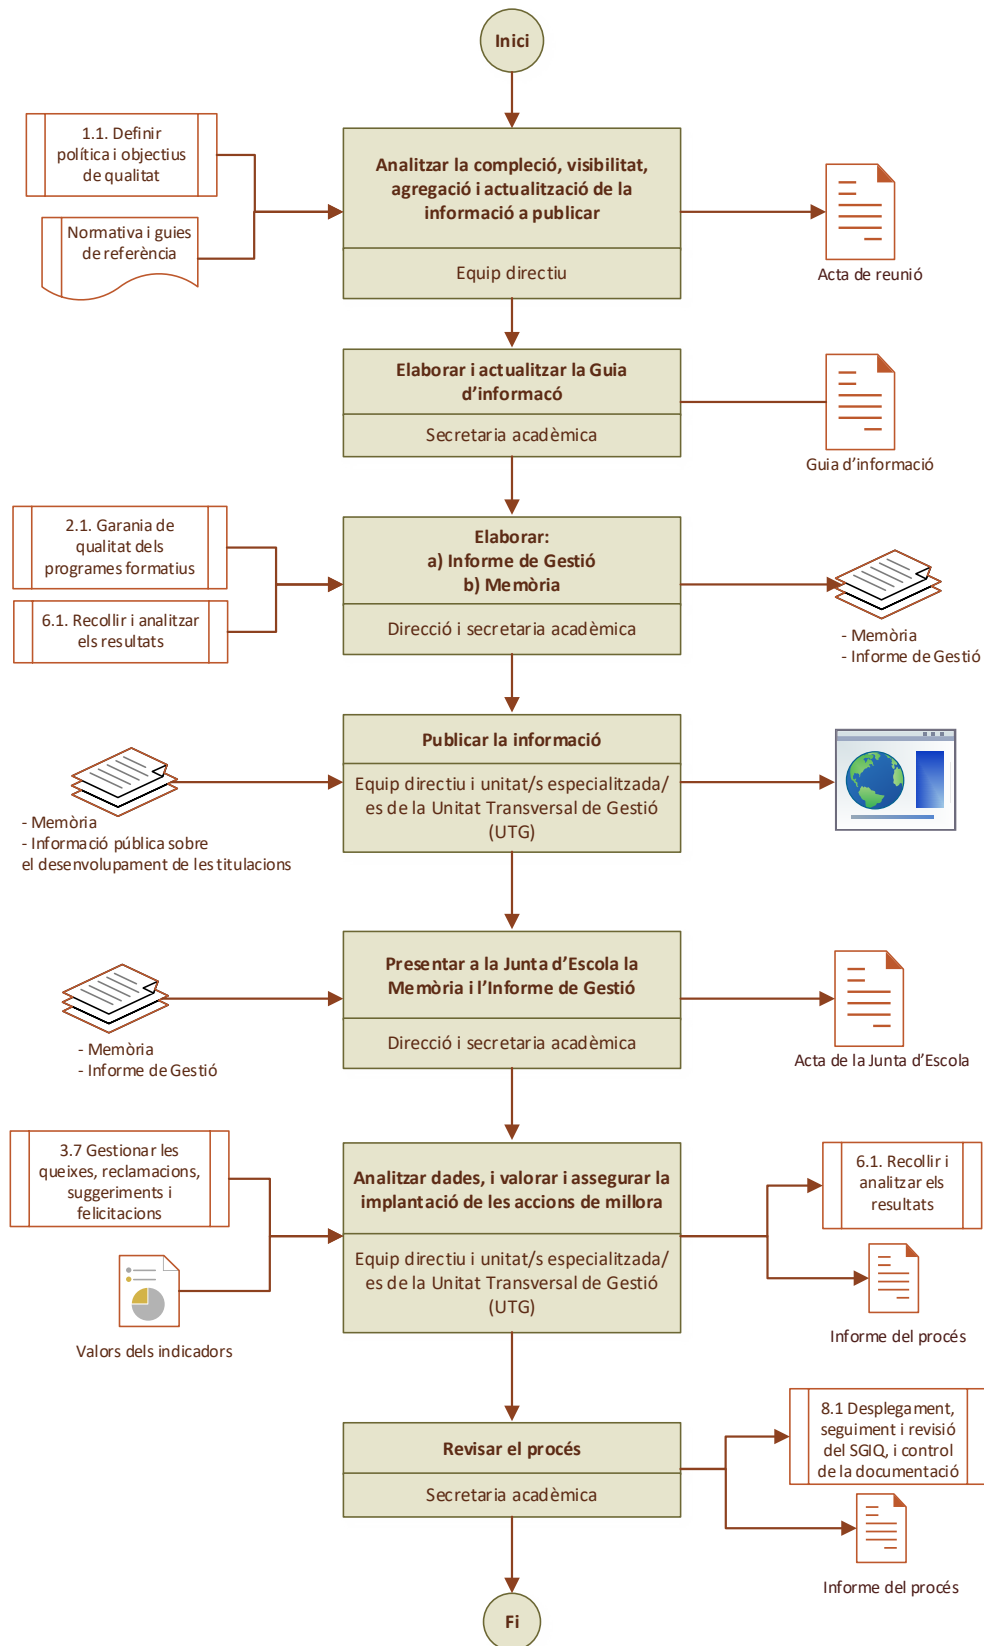 Inici
1.1. Definir
política i objectius
de qualitat
Normativa i guies
de referència
Analitzar la compleció, visibilitat,
agregació i actualització de la
informació a publicar
Equip directiu
Acta de reunió
Elaborar i actualitzar la Guia
d’informació
Secretaria acadèmica
Guia d’informació
2.1. Garania de
qualitat dels
programes formatius
6.1. Recollir i analitzar
els resultats
Elaborar:
a) Informe de Gestió
b) Memòria
Direcció i secretaria acadèmica
- Memòria
- Informe de Gestió
Publicar la informació
Equip directiu i unitat/s especialitzada/
es de la Unitat Transversal de Gestió
(UTG)
- Memòria
- Informació pública sobre
el desenvolupament de les titulacions
Presentar a la Junta d’Escola la
Memòria i l’Informe de Gestió
Direcció i secretaria acadèmica
- Memòria
- Informe de Gestió
Acta de la Junta d’Escola
3.7 Gestionar les
queixes, reclamacions,
suggeriments i
felicitacions
Valors dels indicadors
Analitzar dades, i valorar i assegurar la
implantació de les accions de millora
Equip directiu i unitat/s especialitzada/
es de la Unitat Transversal de Gestió
(UTG)
6.1. Recollir i
analitzar els
resultats
Informe del procés
Revisar el procés
Secretaria acadèmica
8.1 Desplegament,
seguiment i revisió
del SGIQ, i control
de la documentació
Informe del procés
Fi